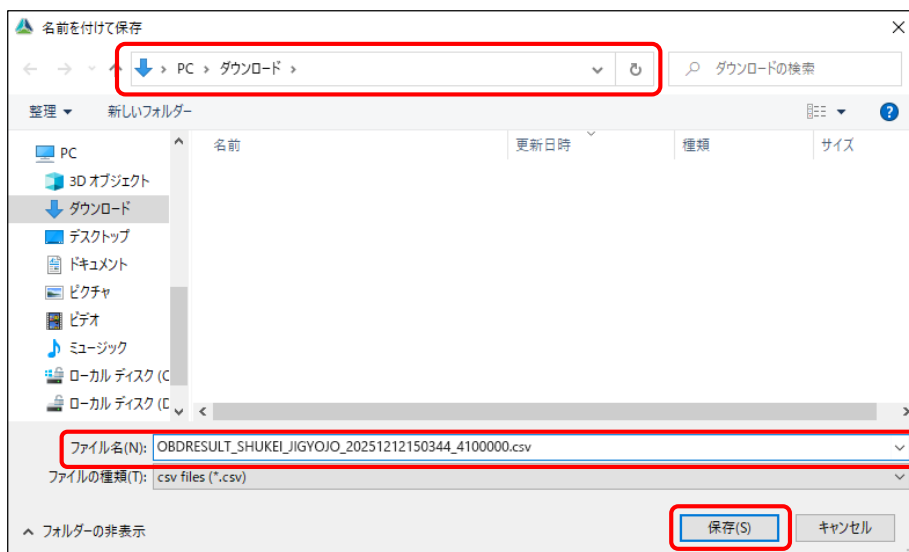 名前を付けて保存
PC › ダウンロード ›
ダウンロードの検索
整理 新しいフォルダー
名前 更新日時 種類 サイズ
PC
3D オブジェクト
ダウンロード
デスクトップ
ドキュメント
ピクチャ
ビデオ
ミュージック
ローカル ディスク (C
ローカル ディスク (D
ファイル名(N): OBDRESULT_SHUKEI_JIGYOJO_20251212150344_4100000.csv
ファイルの種類(T): csv files (*.csv)
フォルダーの非表示 保存(S) キャンセル